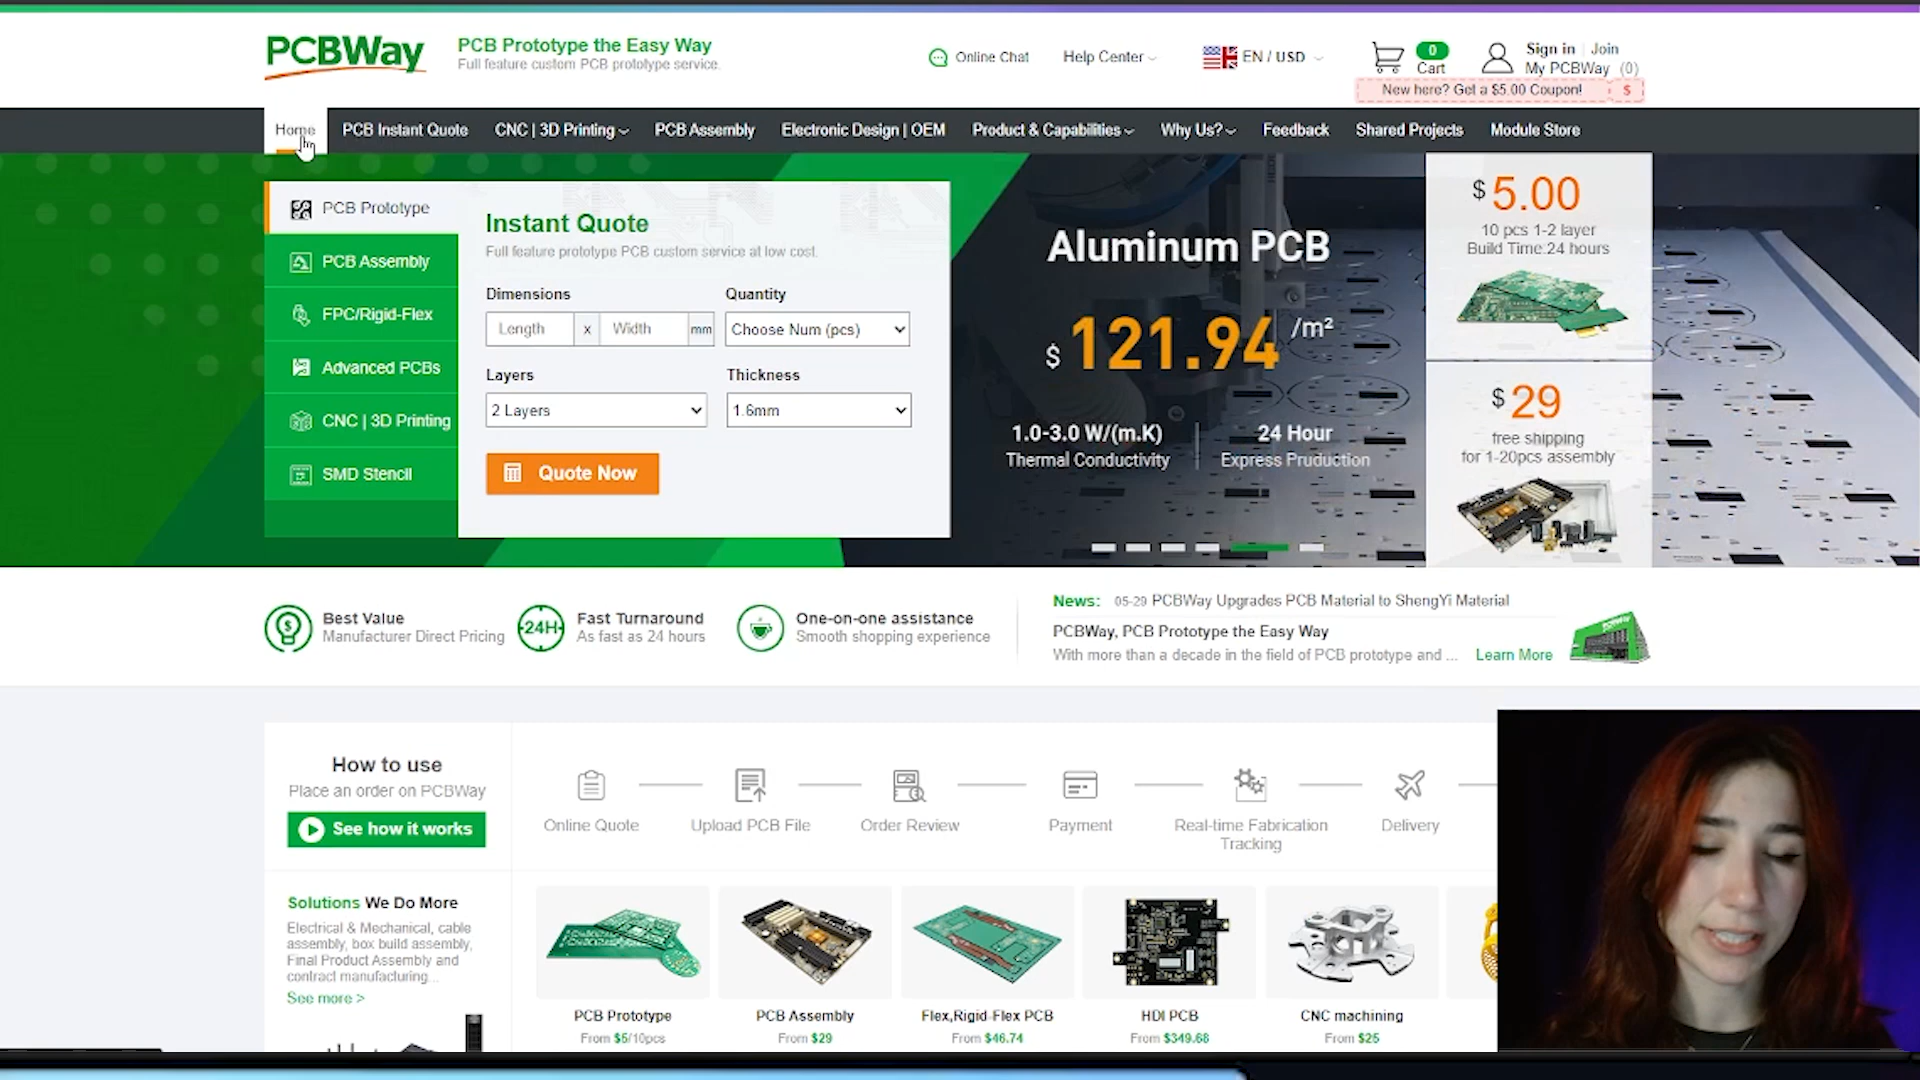 PCBWay
PCB Prototype the Easy Way
Full feature custom PCB prototype service.
Online Chat
Help Center
EN / USD
0
Cart
Sign in | Join
My PCBWay (0)
New here? Get a $5.00 Coupon! $
Home
PCB Instant Quote
CNC | 3D Printing
PCB Assembly
Electronic Design | OEM
Product & Capabilities
Why Us?
Feedback
Shared Projects
Module Store
PCB Prototype
PCB Assembly
FPC/Rigid-Flex
Advanced PCBs
CNC | 3D Printing
SMD Stencil
Instant Quote
Full feature prototype PCB custom service at low cost.
Dimensions
Quantity
Length x Width mm
Choose Num (pcs)
Layers
Thickness
2 Layers
1.6mm
Quote Now
Aluminum PCB
$ 121.94 /m²
1.0-3.0 W/(m.K)
Thermal Conductivity
24 Hour
Express Pruduction
$ 5.00
10 pcs 1-2 layer
Build Time:24 hours
$ 29
free shipping
for 1-20pcs assembly
Best Value
Manufacturer Direct Pricing
24H
Fast Turnaround
As fast as 24 hours
One-on-one assistance
Smooth shopping experience
News: 05-29 PCBWay Upgrades PCB Material to ShengYi Material
PCBWay, PCB Prototype the Easy Way
With more than a decade in the field of PCB prototype and ... Learn More
How to use
Place an order on PCBWay
See how it works
Online Quote
Upload PCB File
Order Review
Payment
Real-time Fabrication
Tracking
Delivery
Solutions We Do More
Electrical & Mechanical, cable
assembly, box build assembly,
Final Product Assembly and
contract manufacturing...
See more >
PCB Prototype
From $5/10pcs
PCB Assembly
From $29
Flex,Rigid-Flex PCB
From $46.74
HDI PCB
From $349.68
CNC machining
From $25